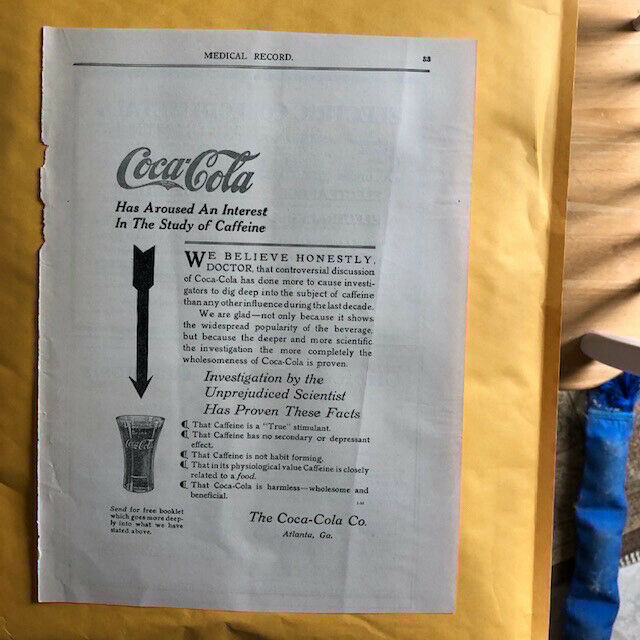 MEDICAL RECORD.
33
Coca-Cola
Has Aroused An Interest
In The Study of Caffeine
WE BELIEVE HONESTLY,
DOCTOR, that controversial discussion
of Coca-Cola has done more to cause investi-
gators to dig deep into the subject of caffeine
than any other influence during the last decade.
We are glad—not only because it shows
the widespread popularity of the beverage,
but because the deeper and more scientific
the investigation the more completely the
wholesomeness of Coca-Cola is proven.
Investigation by the
Unprejudiced Scientist
Has Proven These Facts
¶ That Caffeine is a "True" stimulant.
¶ That Caffeine has no secondary or depressant
effect.
¶ That Caffeine is not habit forming.
¶ That in its physiological value Caffeine is closely
related to a food.
¶ That Coca-Cola is harmless—wholesome and
beneficial.
Coca-Cola
Send for free booklet
which goes more deep-
ly into what we have
stated above.
The Coca-Cola Co.
Atlanta, Ga.